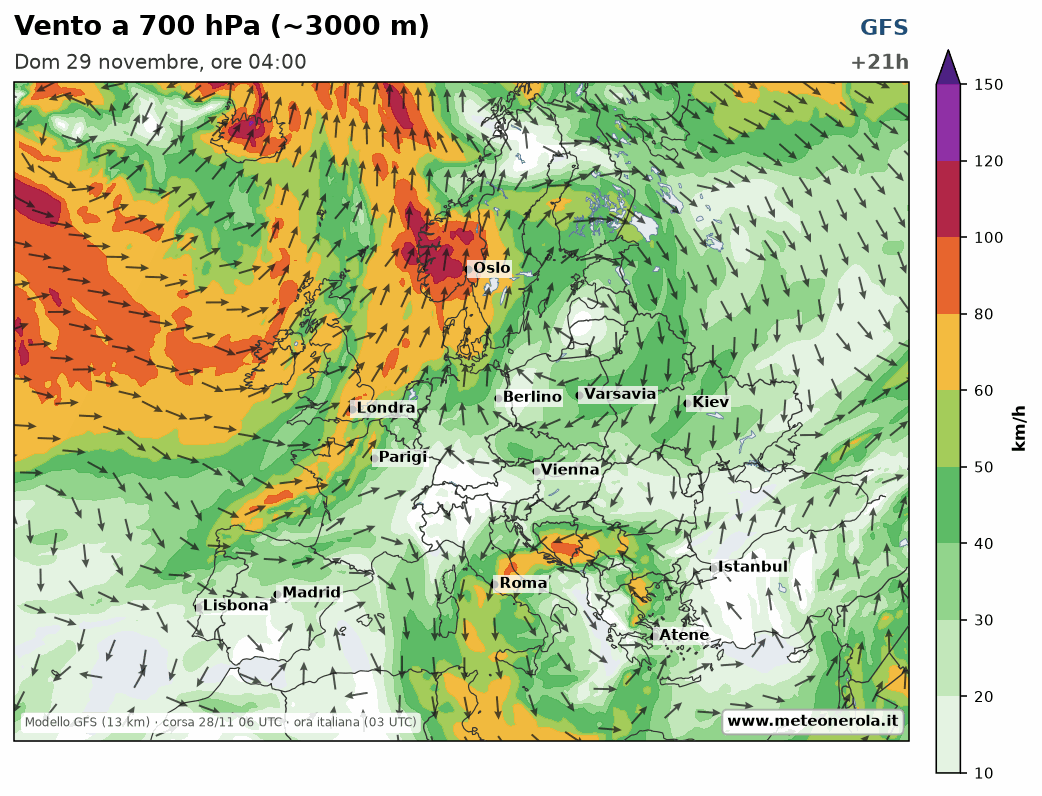 Vento a 700 hPa (~3000 m)
GFS
Dom 29 novembre, ore 04:00
+21h
150
120
100
80
60
50
40
30
20
10
km/h
Oslo
Berlino
Varsavia
Kiev
Londra
Parigi
Vienna
Istanbul
Roma
Madrid
Lisbona
Atene
Modello GFS (13 km) · corsa 28/11 06 UTC · ora italiana (03 UTC)
www.meteonerola.it